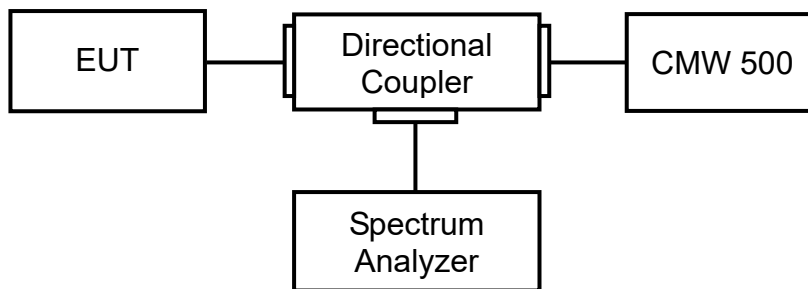 EUT
Directional
Coupler
CMW 500
Spectrum
Analyzer